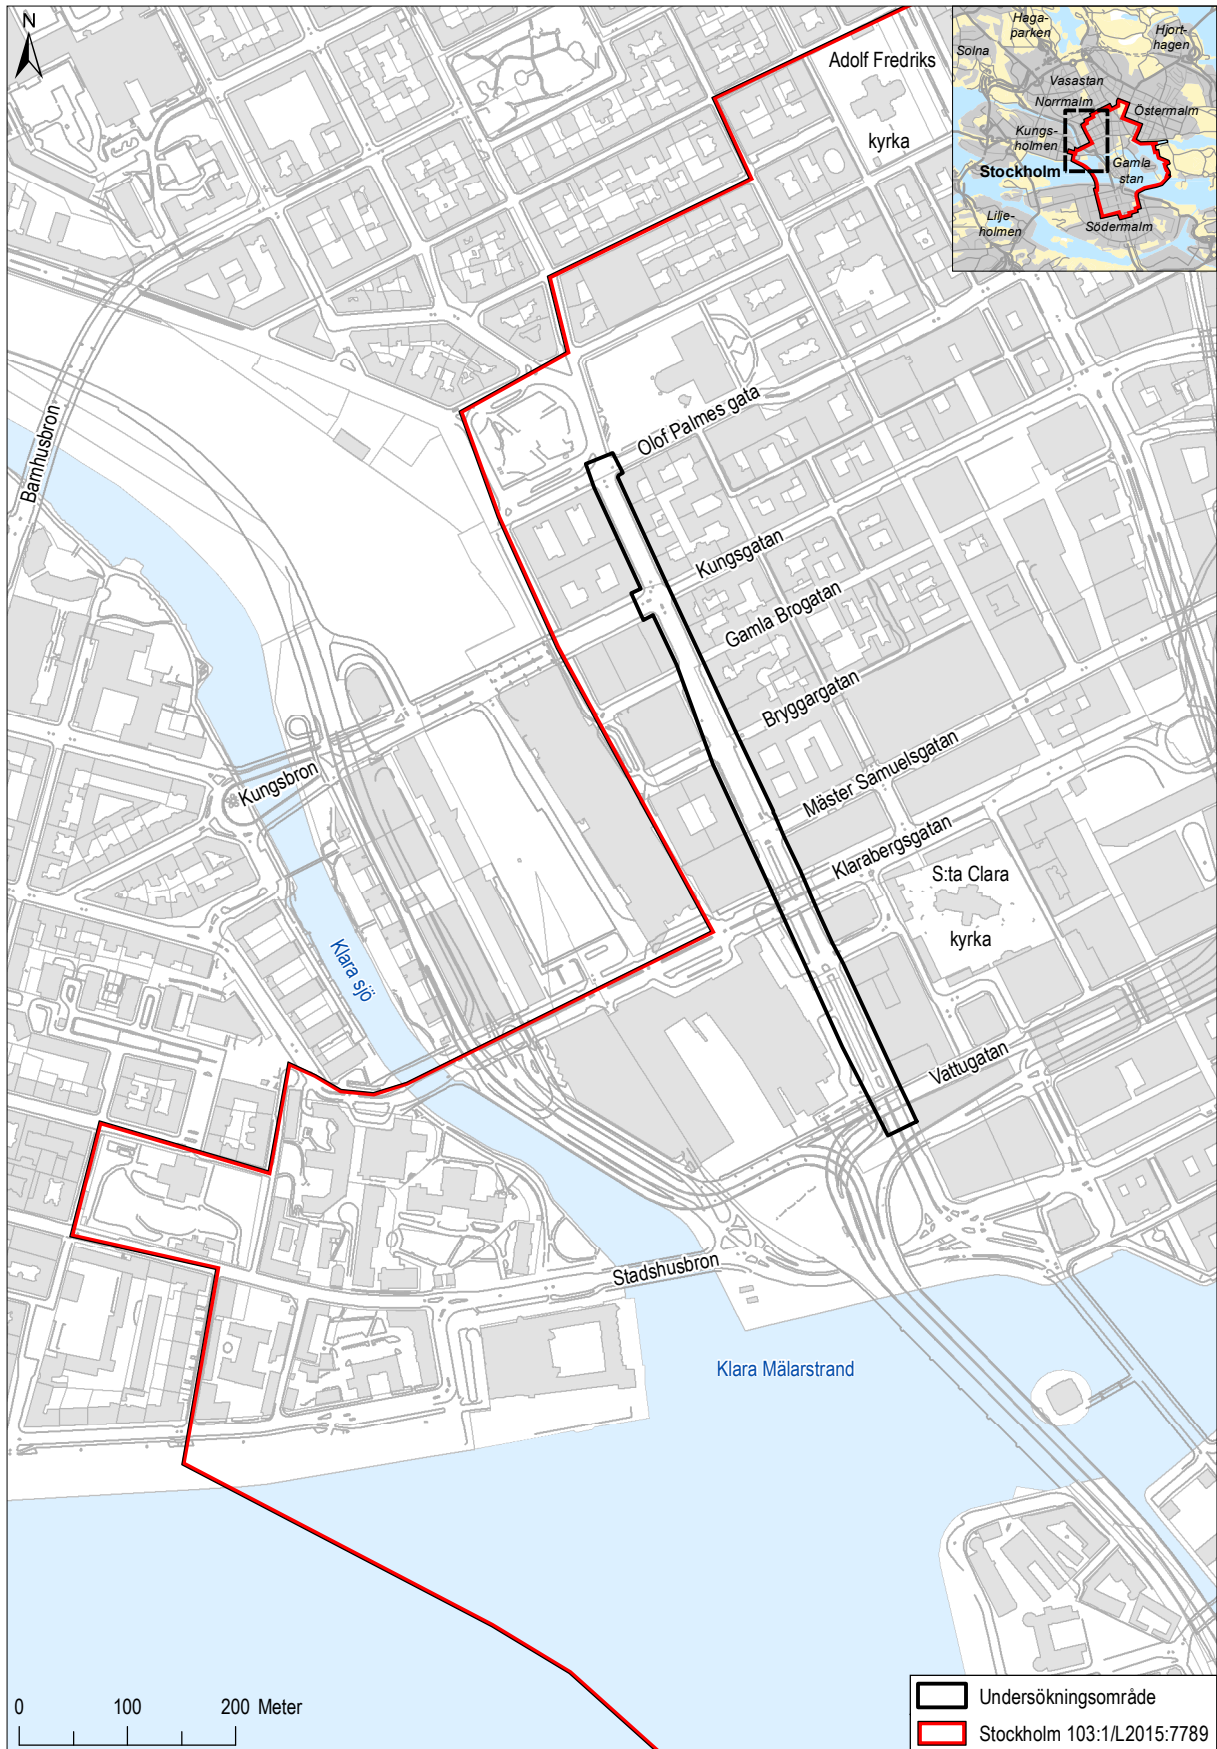 N
Adolf Fredriks
kyrka
Haga-
parken
Hjort-
hagen
Solna
Vasastan
Norrmalm
Östermalm
Kungs-
holmen
Gamla
stan
Stockholm
Lilje-
holmen
Södermalm
Barnhusbron
Olof Palmes gata
Kungsgatan
Gamla Brogatan
Bryggargatan
Mäster Samuelsgatan
Kungsbron
Klarabergsgatan
S:ta Clara
kyrka
Klara sjö
Vattugatan
Stadshusbron
Klara Mälarstrand
0 100 200 Meter
Undersökningsområde
Stockholm 103:1/L2015:7789